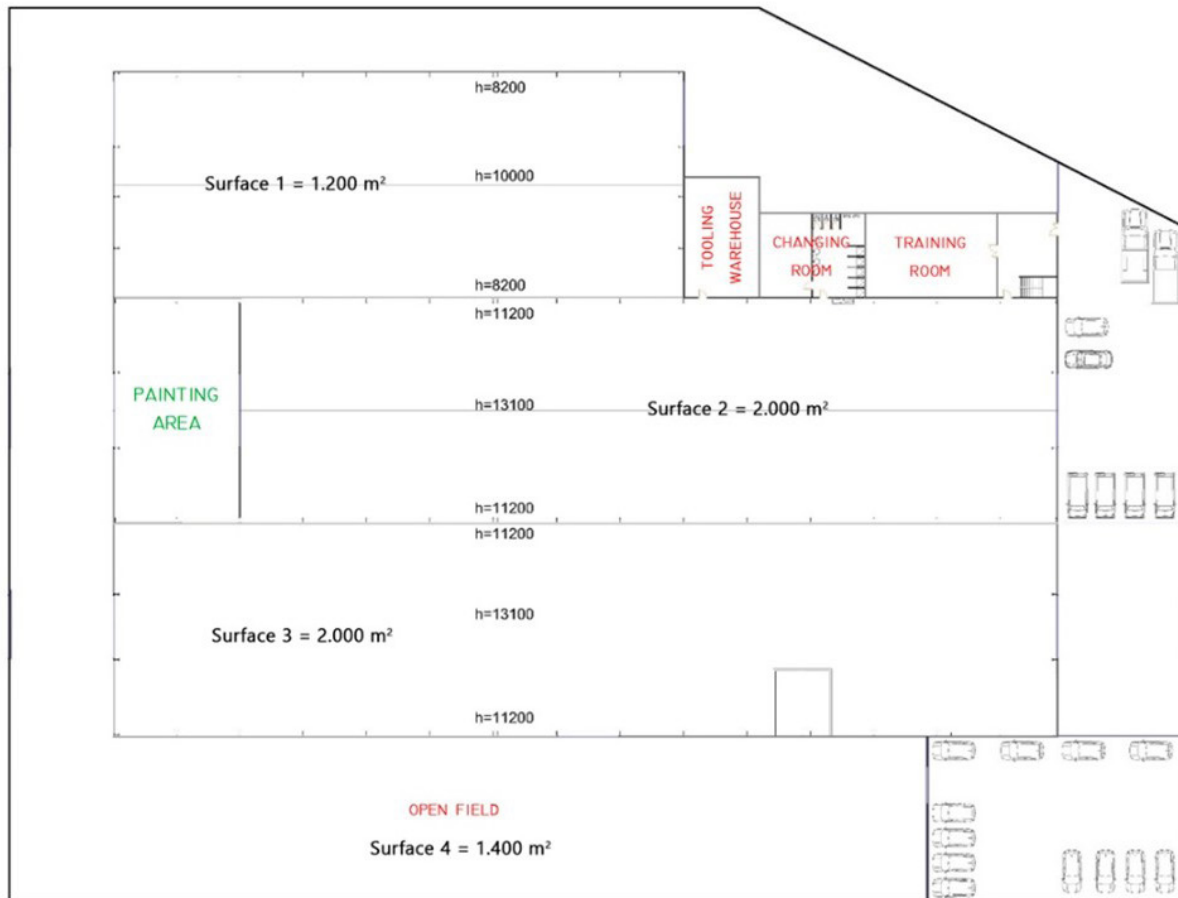 h=8200
Surface 1 = 1.200 m²
h=10000
h=8200
TOOLING
WAREHOUSE
CHANGING
ROOM
TRAINING
ROOM
h=11200
PAINTING
AREA
h=13100
Surface 2 = 2.000 m²
h=11200
h=11200
h=13100
Surface 3 = 2.000 m²
h=11200
OPEN FIELD
Surface 4 = 1.400 m²